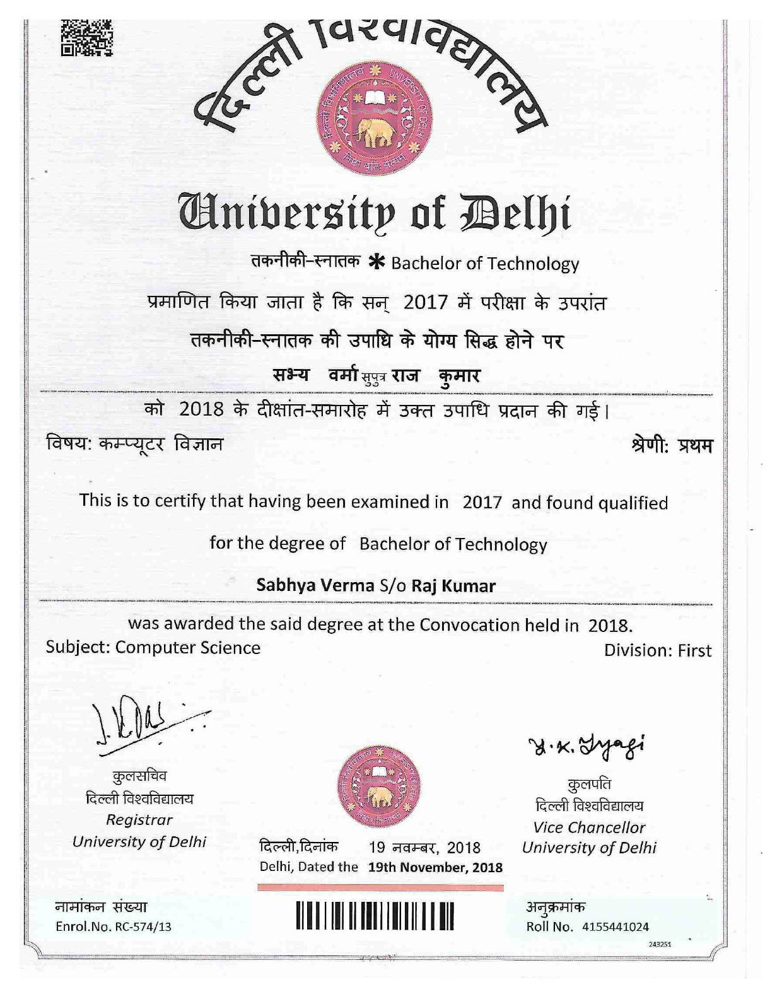 दिल्ली विश्वविद्यालय
दिल्ली विश्वविद्यालय UNIVERSITY OF DELHI
University of Delhi
तकनीकी-स्नातक * Bachelor of Technology
प्रमाणित किया जाता है कि सन् 2017 में परीक्षा के उपरांत
तकनीकी-स्नातक की उपाधि के योग्य सिद्ध होने पर
सभ्य वर्मा सुपुत्र राज कुमार
को 2018 के दीक्षांत-समारोह में उक्त उपाधि प्रदान की गई।
विषय: कम्प्यूटर विज्ञान श्रेणी: प्रथम
This is to certify that having been examined in 2017 and found qualified
for the degree of Bachelor of Technology
Sabhya Verma S/o Raj Kumar
was awarded the said degree at the Convocation held in 2018.
Subject: Computer Science Division: First
Y.K. Tyagi
कुलसचिव
दिल्ली विश्वविद्यालय
Registrar
University of Delhi
कुलपति
दिल्ली विश्वविद्यालय
Vice Chancellor
University of Delhi
दिल्ली,दिनांक 19 नवम्बर, 2018
Delhi, Dated the 19th November, 2018
नामांकन संख्या
Enrol.No. RC-574/13
अनुक्रमांक
Roll No. 4155441024
243251